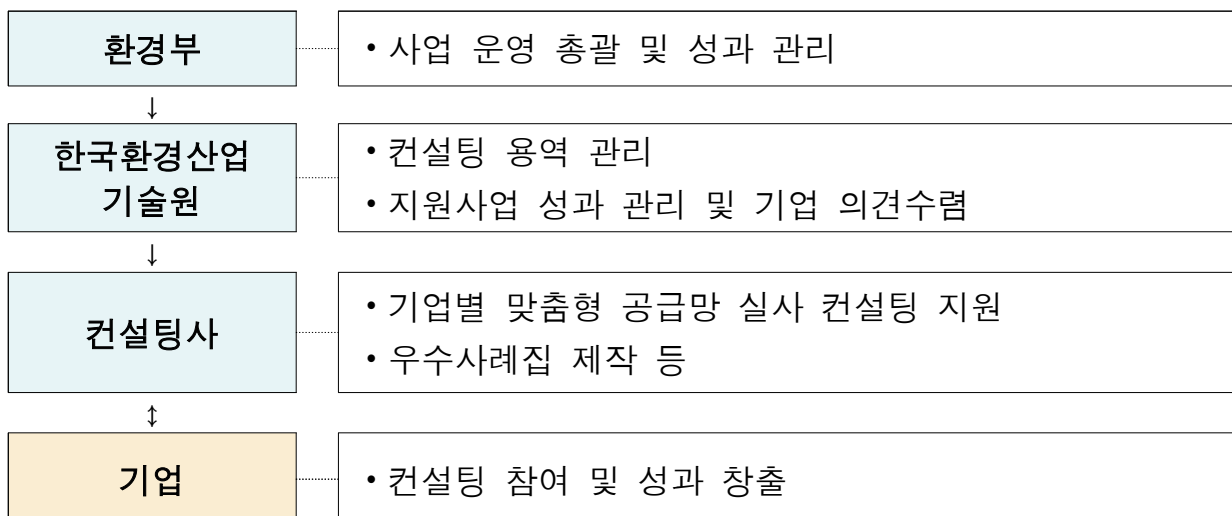 환경부
• 사업 운영 총괄 및 성과 관리
↓
한국환경산업
기술원
• 컨설팅 용역 관리
• 지원사업 성과 관리 및 기업 의견수렴
↓
컨설팅사
• 기업별 맞춤형 공급망 실사 컨설팅 지원
• 우수사례집 제작 등
↕
기업
• 컨설팅 참여 및 성과 창출